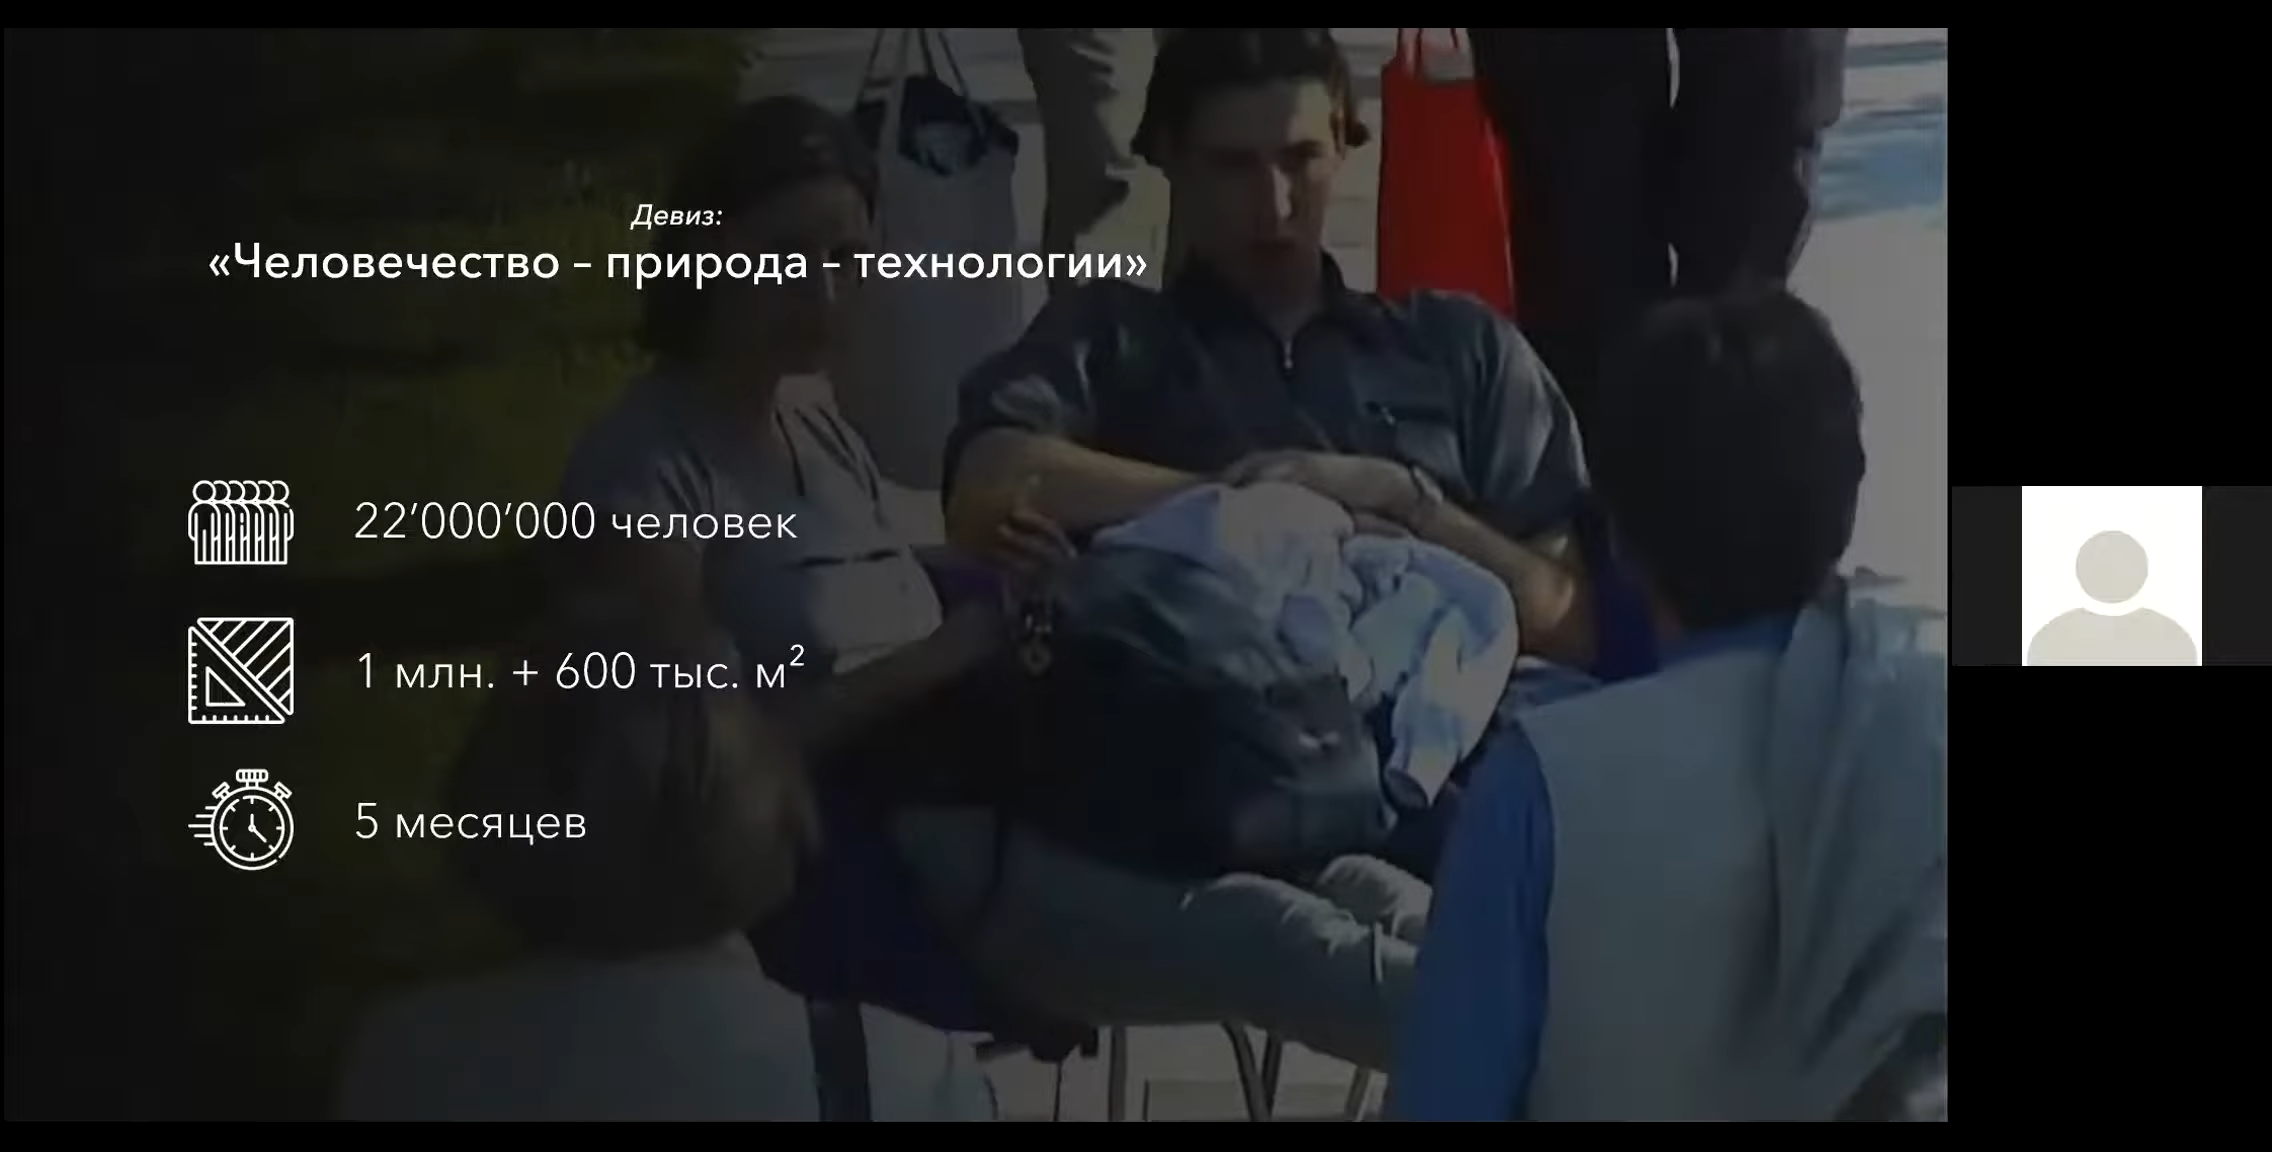 Девиз:
«Человечество – природа – технологии»
22’000’000 человек
1 млн. + 600 тыс. м²
5 месяцев